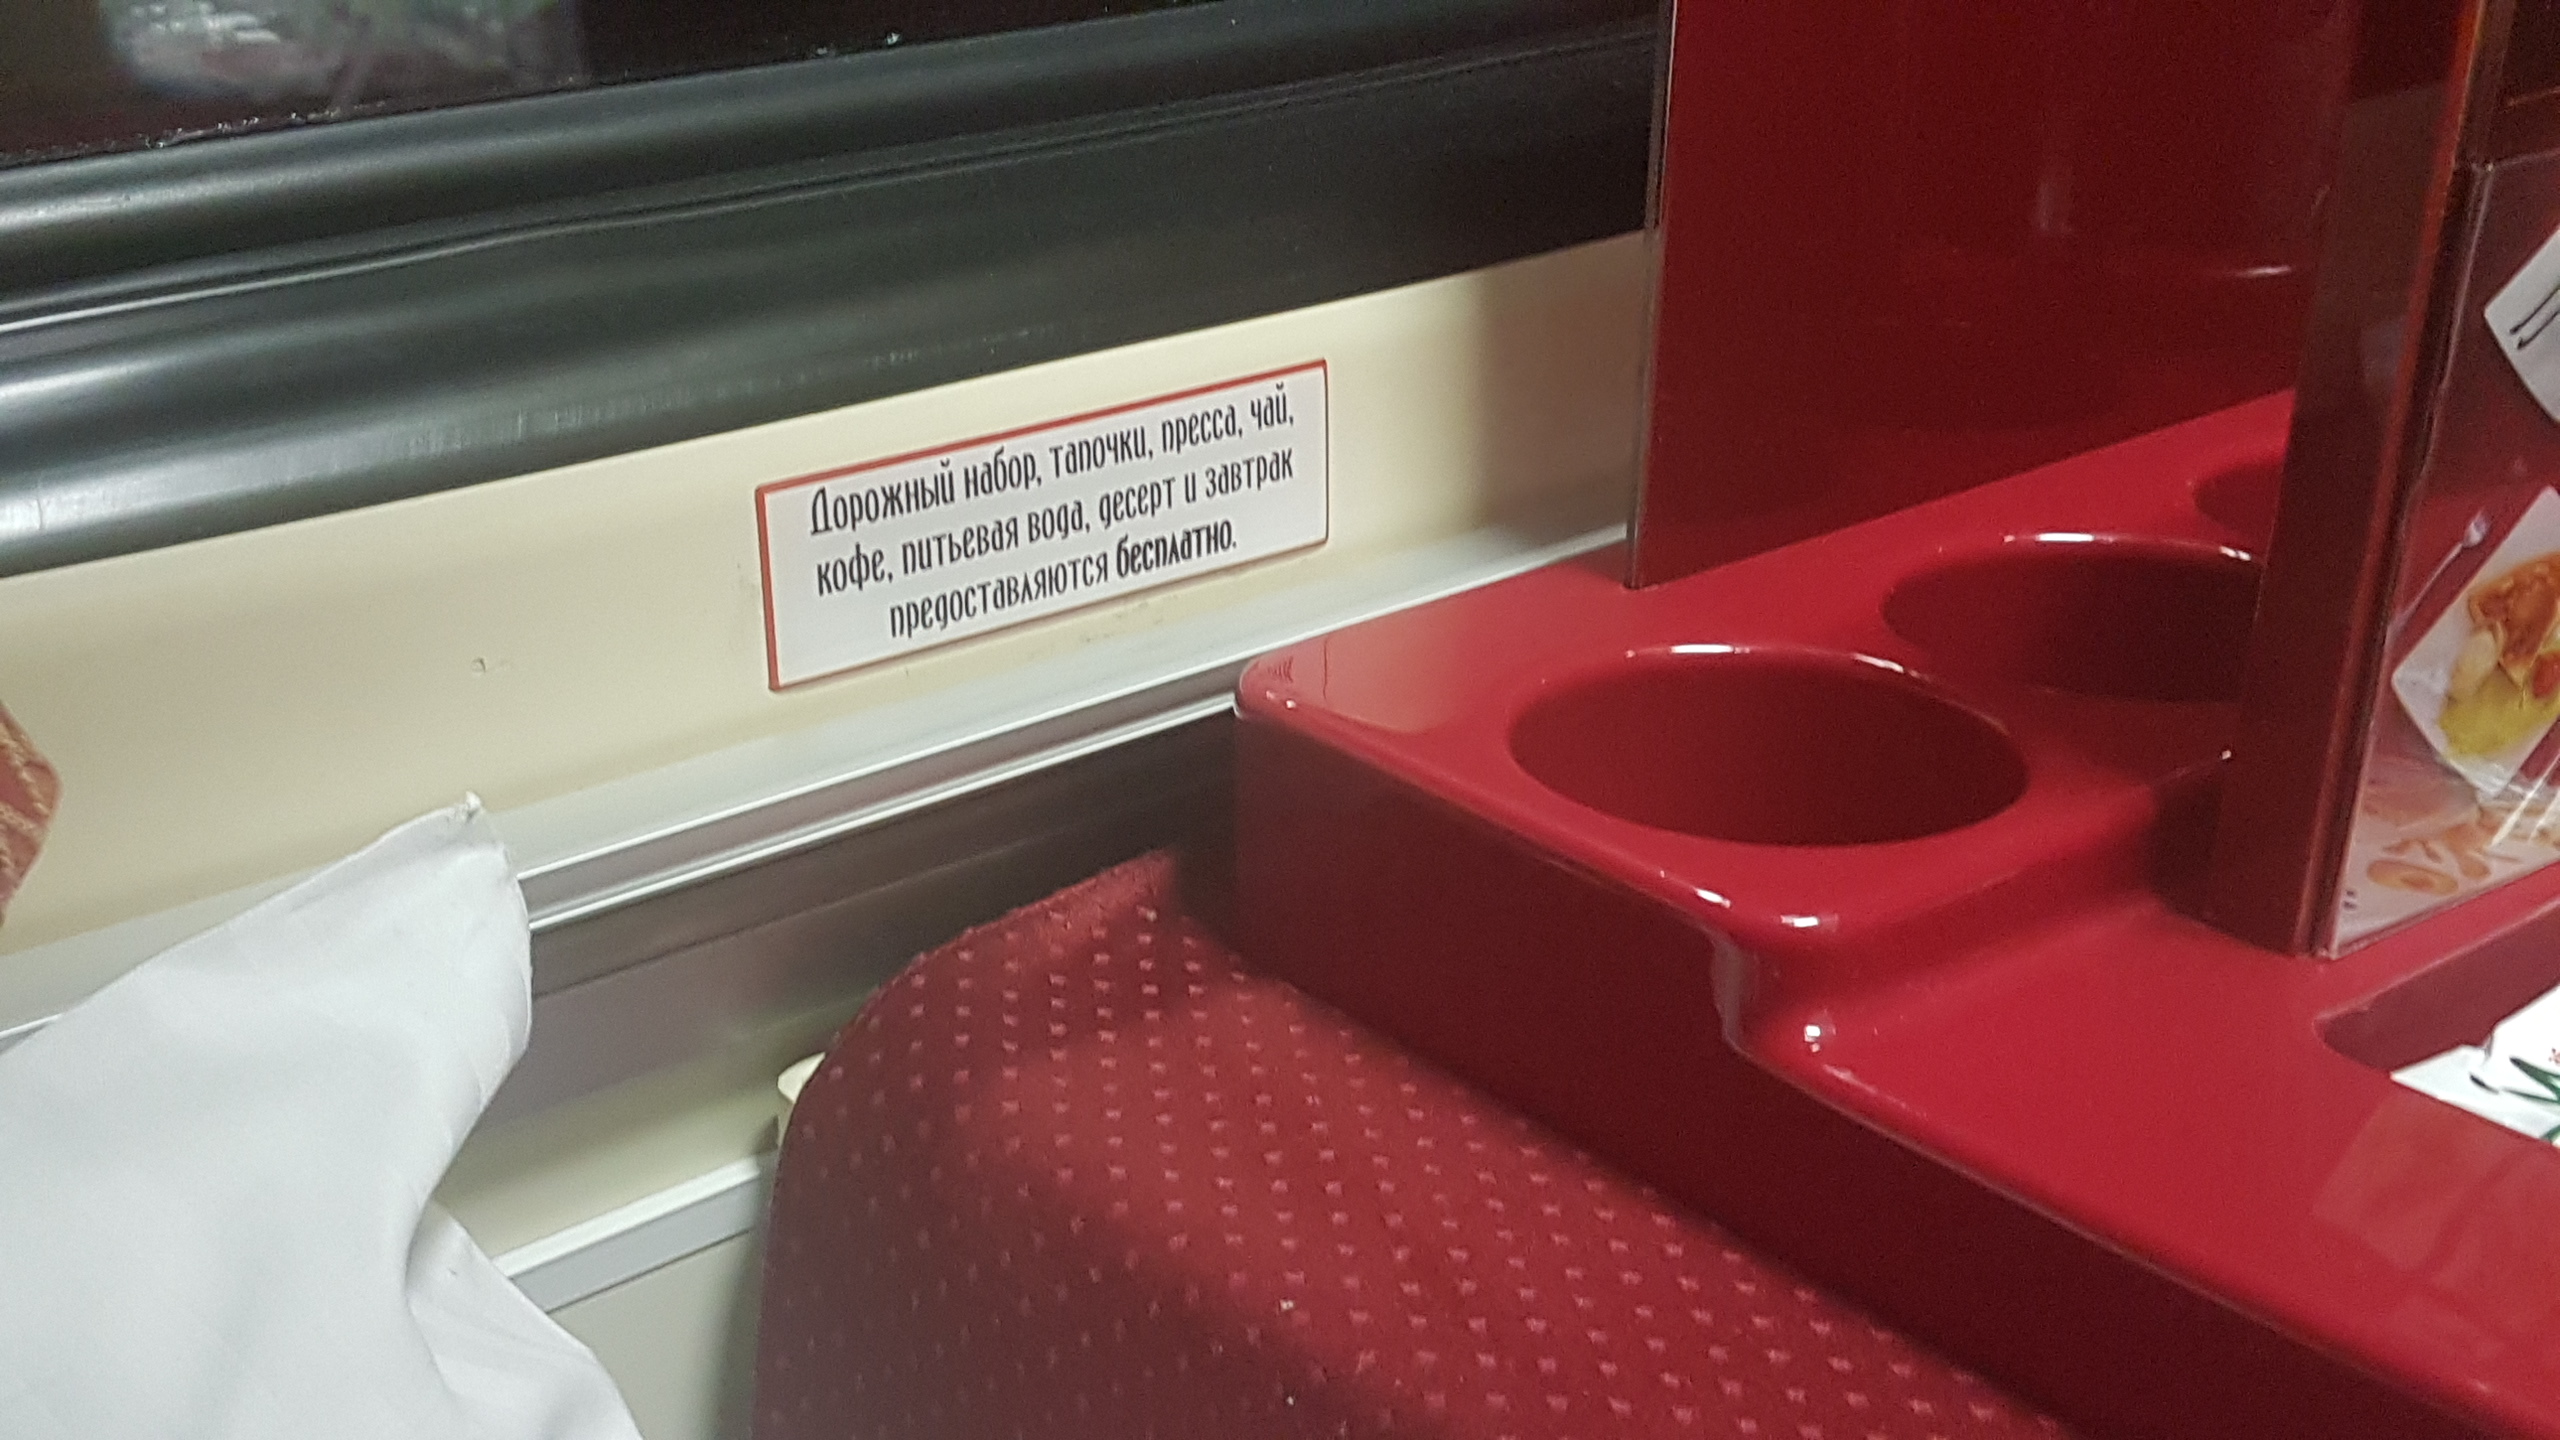 Дорожный набор, тапочки, пресса, чай,
кофе, питьевая вода, десерт и завтрак
предоставляются бесплатно.